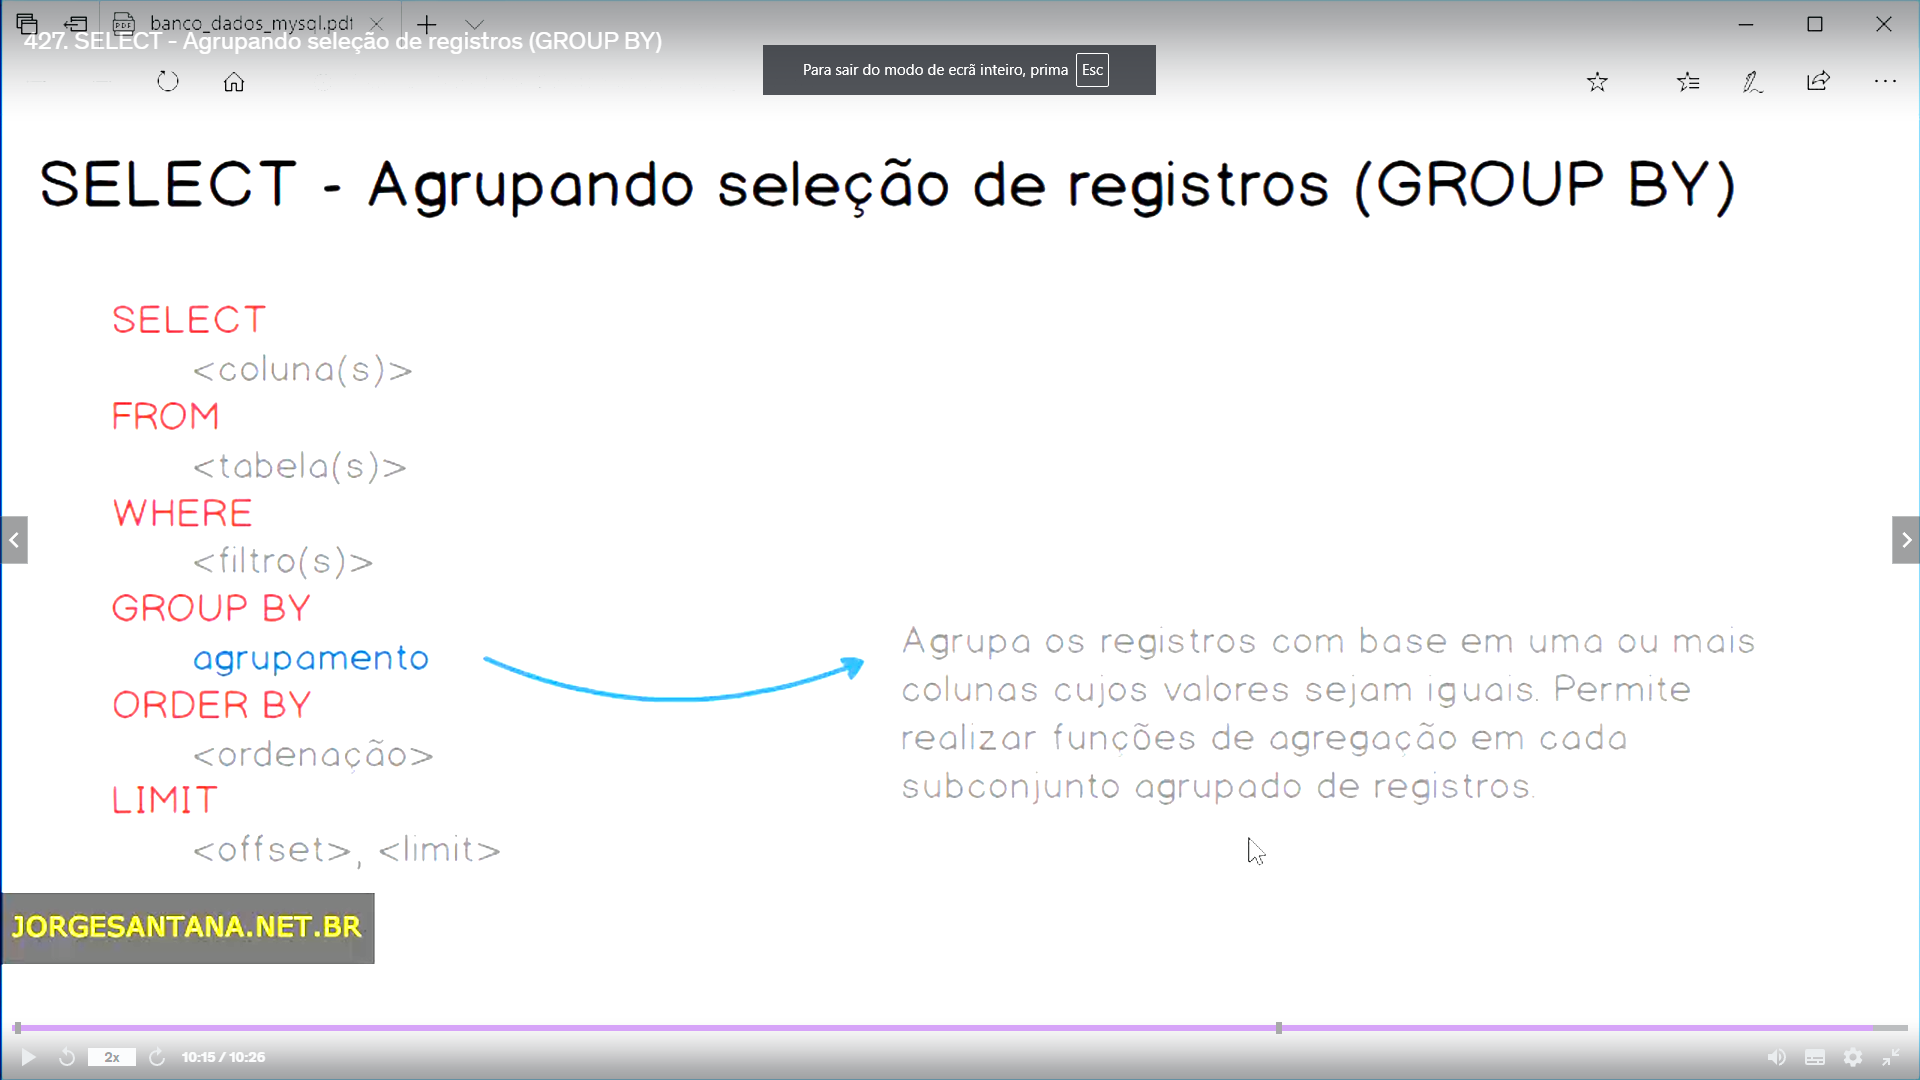 banco_dados_mysql.pdf
427. SELECT - Agrupando seleção de registros (GROUP BY)
Para sair do modo de ecrã inteiro, prima Esc
SELECT - Agrupando seleção de registros (GROUP BY)
SELECT
<coluna(s)>
FROM
<tabela(s)>
WHERE
<filtro(s)>
GROUP BY
agrupamento
ORDER BY
<ordenação>
LIMIT
<offset>, <limit>
Agrupa os registros com base em uma ou mais
colunas cujos valores sejam iguais. Permite
realizar funções de agregação em cada
subconjunto agrupado de registros.
JORGESANTANA.NET.BR
2x
10:15 / 10:26